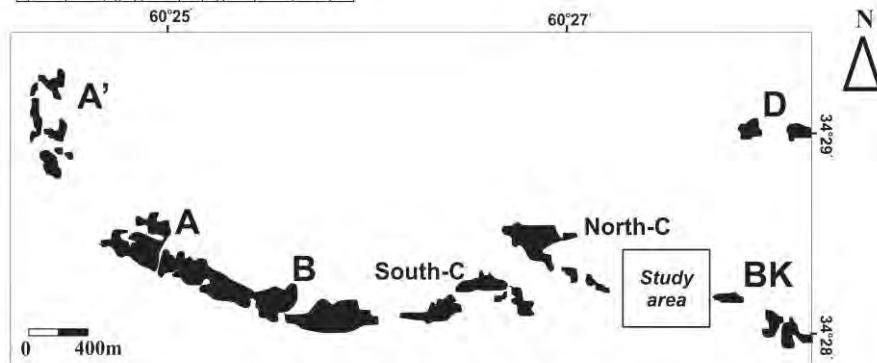 60°25′
60°27′
N
A’
D
34°29′
A
North-C
B
South-C
Study
area
BK
0 400m
34°28′